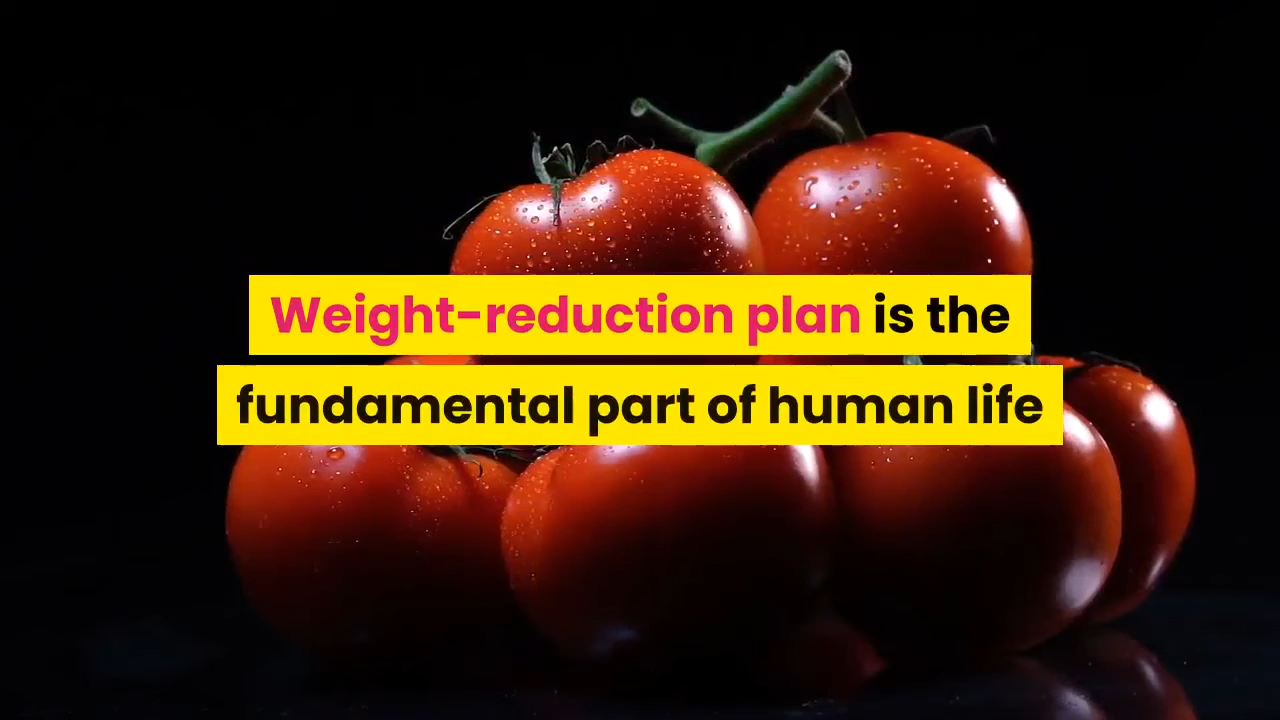 Weight-reduction plan is the
fundamental part of human life